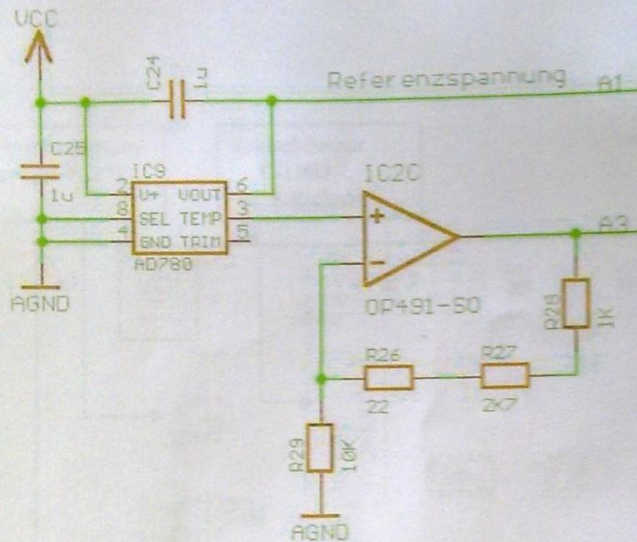 VCC
C24
1u
Referenzspannung
A1
C25
1u
IC9
2
V+
VOUT
6
8
SEL
TEMP
3
4
GND
TRIM
5
AD780
AGND
IC2C
+
-
OP491-SO
A3
R28
1K
R26
22
R27
2K7
R29
10K
AGND